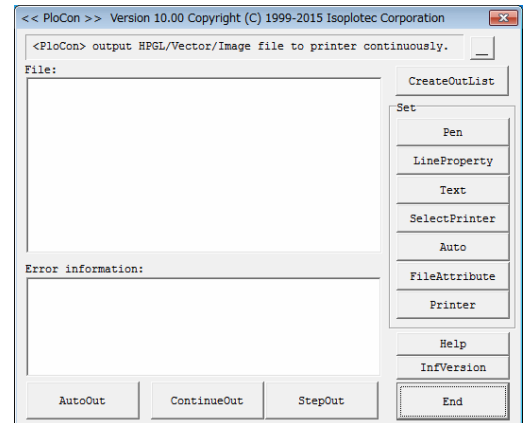 << PloCon >> Version 10.00 Copyright (C) 1999-2015 Isoplotec Corporation
<PloCon> output HPGL/Vector/Image file to printer continuously.
File:
CreateOutList
Set
Pen
LineProperty
Text
SelectPrinter
Auto
Error information:
FileAttribute
Printer
Help
InfVersion
AutoOut
ContinueOut
StepOut
End